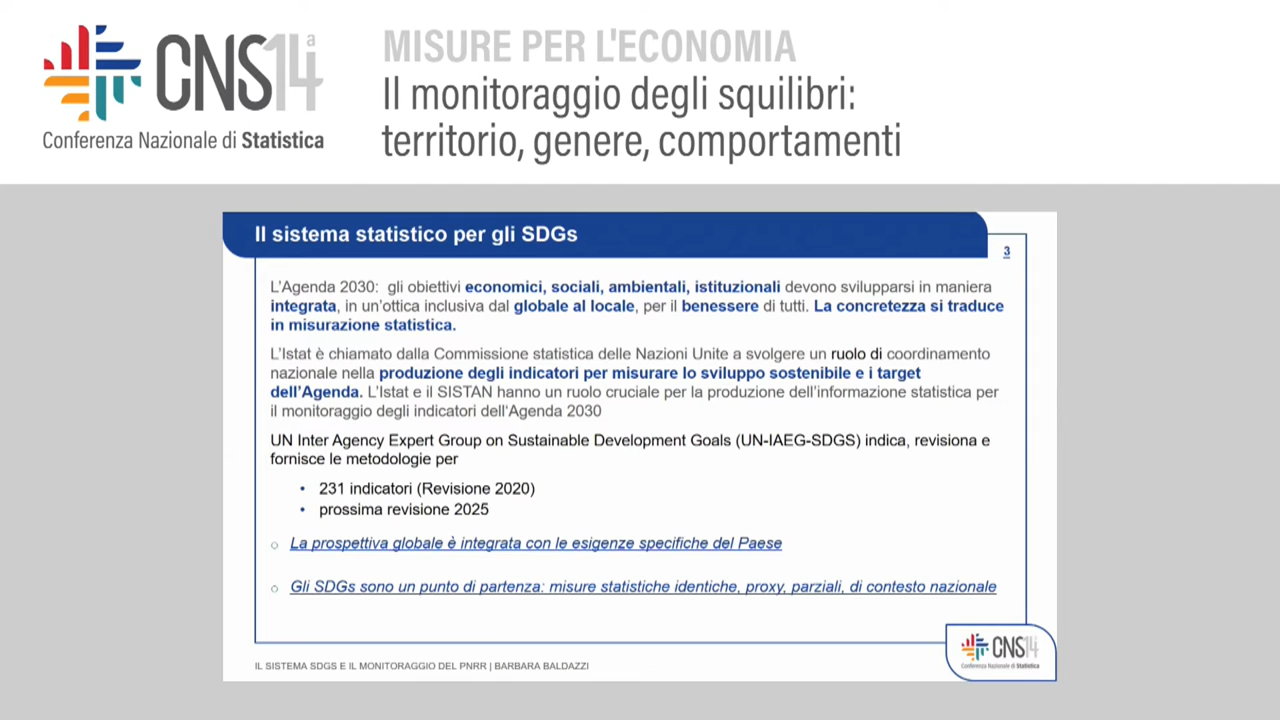 CNS14a
Conferenza Nazionale di Statistica
MISURE PER L'ECONOMIA
Il monitoraggio degli squilibri:
territorio, genere, comportamenti
Il sistema statistico per gli SDGs
3
L'Agenda 2030: gli obiettivi economici, sociali, ambientali, istituzionali devono svilupparsi in maniera
integrata, in un'ottica inclusiva dal globale al locale, per il benessere di tutti. La concretezza si traduce
in misurazione statistica.
L'Istat è chiamato dalla Commissione statistica delle Nazioni Unite a svolgere un ruolo di coordinamento
nazionale nella produzione degli indicatori per misurare lo sviluppo sostenibile e i target
dell'Agenda. L'Istat e il SISTAN hanno un ruolo cruciale per la produzione dell'informazione statistica per
il monitoraggio degli indicatori dell'Agenda 2030
UN Inter Agency Expert Group on Sustainable Development Goals (UN-IAEG-SDGS) indica, revisiona e
fornisce le metodologie per
• 231 indicatori (Revisione 2020)
• prossima revisione 2025
○ La prospettiva globale è integrata con le esigenze specifiche del Paese
○ Gli SDGs sono un punto di partenza: misure statistiche identiche, proxy, parziali, di contesto nazionale
IL SISTEMA SDGS E IL MONITORAGGIO DEL PNRR | BARBARA BALDAZZI
CNS14
Conferenza Nazionale di Statistica